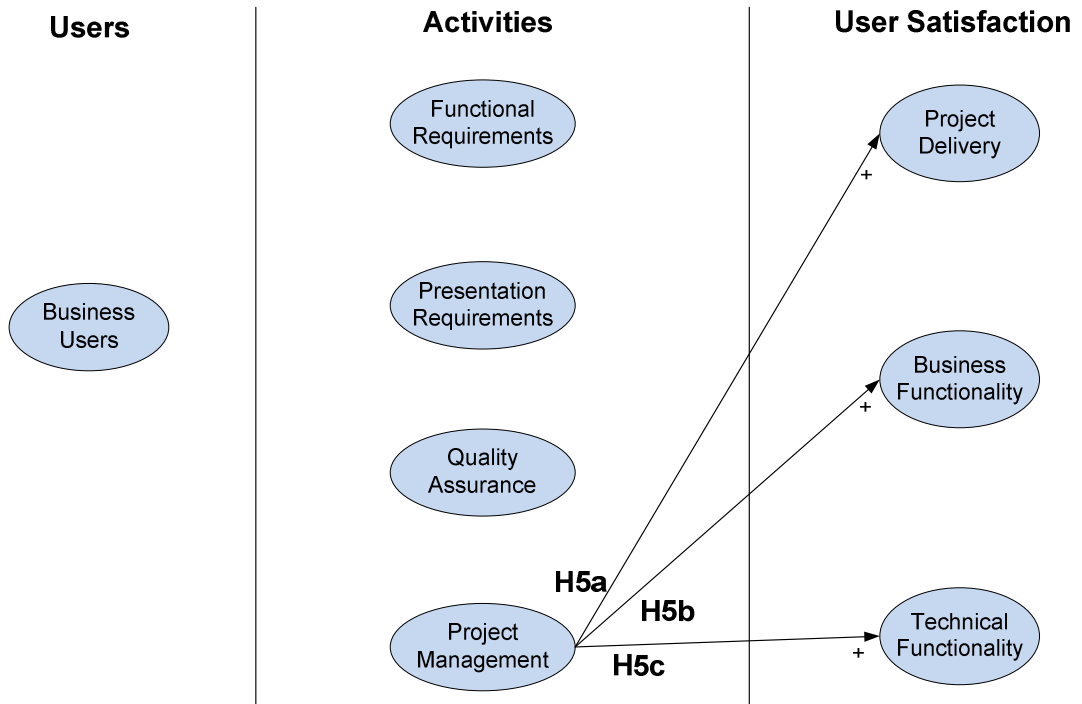 Users
Activities
User Satisfaction
Functional
Requirements
Project
Delivery
Business
Users
Presentation
Requirements
Business
Functionality
+
+
Quality
Assurance
H5a
H5b
H5c
Project
Management
Technical
Functionality
+